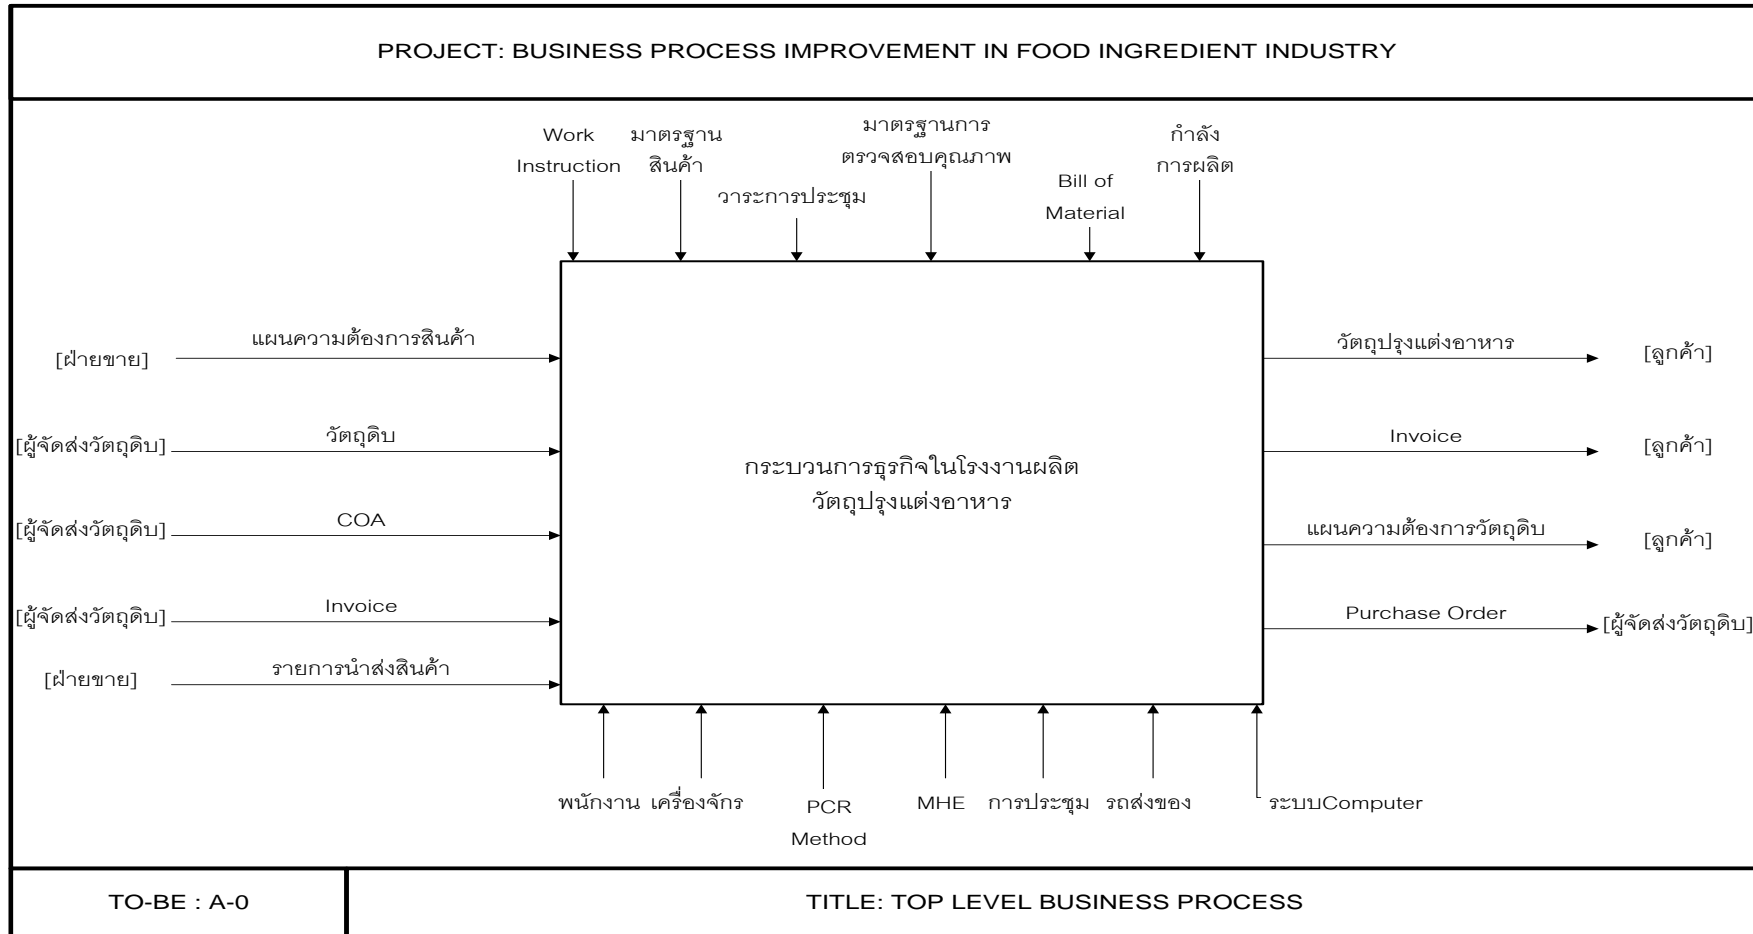 PROJECT: BUSINESS PROCESS IMPROVEMENT IN FOOD INGREDIENT INDUSTRY
Work
Instruction
มาตรฐาน
สินค้า
วาระการประชุม
มาตรฐานการ
ตรวจสอบคุณภาพ
Bill of
Material
กำลัง
การผลิต
[ฝ่ายขาย]
แผนความต้องการสินค้า
[ผู้จัดส่งวัตถุดิบ]
วัตถุดิบ
[ผู้จัดส่งวัตถุดิบ]
COA
[ผู้จัดส่งวัตถุดิบ]
Invoice
[ฝ่ายขาย]
รายการนำส่งสินค้า
กระบวนการธุรกิจในโรงงานผลิต
วัตถุปรุงแต่งอาหาร
วัตถุปรุงแต่งอาหาร
[ลูกค้า]
Invoice
[ลูกค้า]
แผนความต้องการวัตถุดิบ
[ลูกค้า]
Purchase Order
[ผู้จัดส่งวัตถุดิบ]
พนักงาน
เครื่องจักร
PCR
Method
MHE
การประชุม
รถส่งของ
ระบบComputer
TO-BE : A-0
TITLE: TOP LEVEL BUSINESS PROCESS